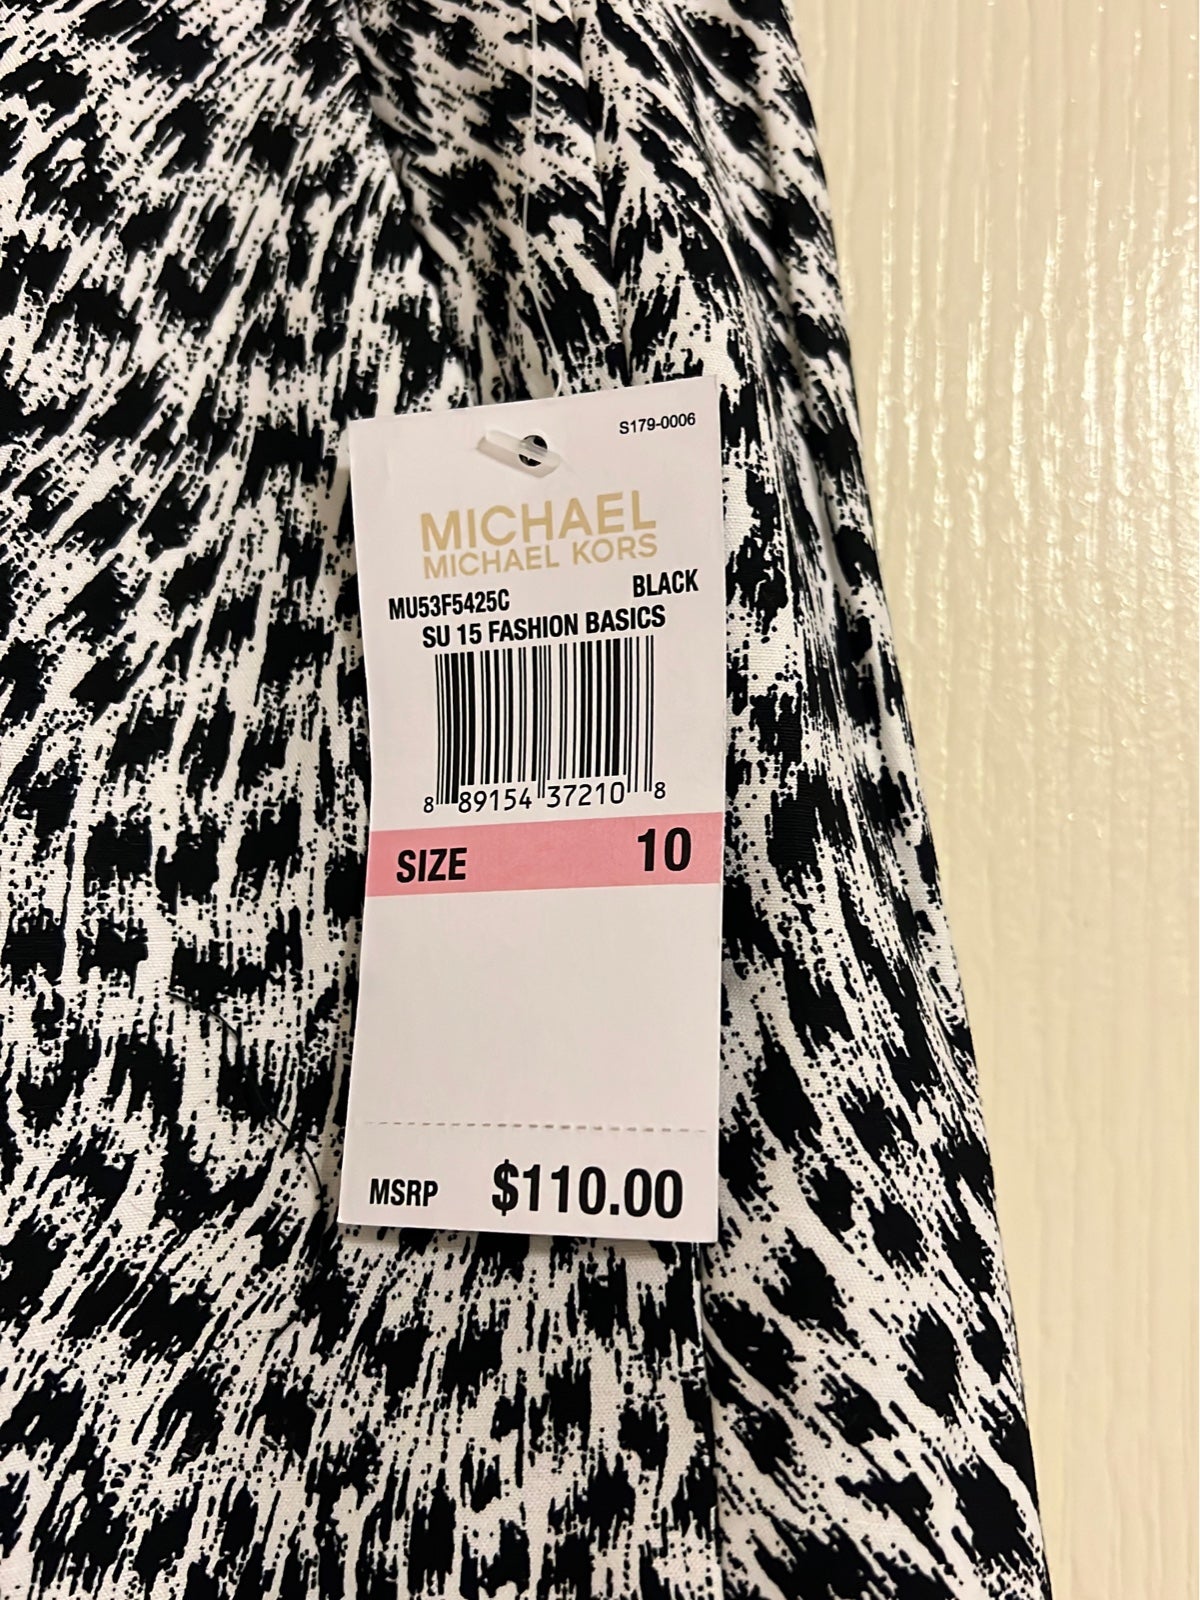 S179-0006
MICHAEL
MICHAEL KORS
MU53F5425C BLACK
SU 15 FASHION BASICS
8 89154 37210 8
SIZE 10
MSRP $110.00